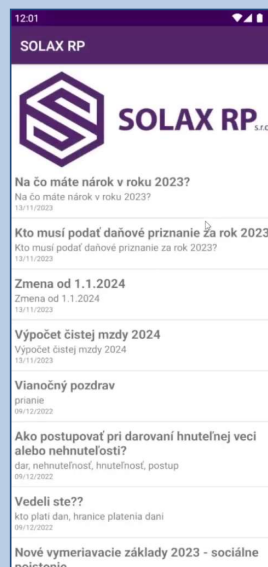 12:01
SOLAX RP
SOLAX RP s.r.o
Na čo máte nárok v roku 2023?
Na čo máte nárok v roku 2023?
13/11/2023
Kto musí podať daňové priznanie za rok 2023
Kto musí podať daňové priznanie za rok 2023?
13/11/2023
Zmena od 1.1.2024
Zmena od 1.1.2024
13/11/2023
Výpočet čistej mzdy 2024
Výpočet čistej mzdy 2024
13/11/2023
Vianočný pozdrav
prianie
09/12/2022
Ako postupovať pri darovaní hnuteľnej veci
alebo nehnuteľnosti?
dar, nehnuteľnosť, hnuteľnosť, postup
09/12/2022
Vedeli ste??
kto plati dan, hranice platenia dani
09/12/2022
Nové vymeriavacie základy 2023 - sociálne